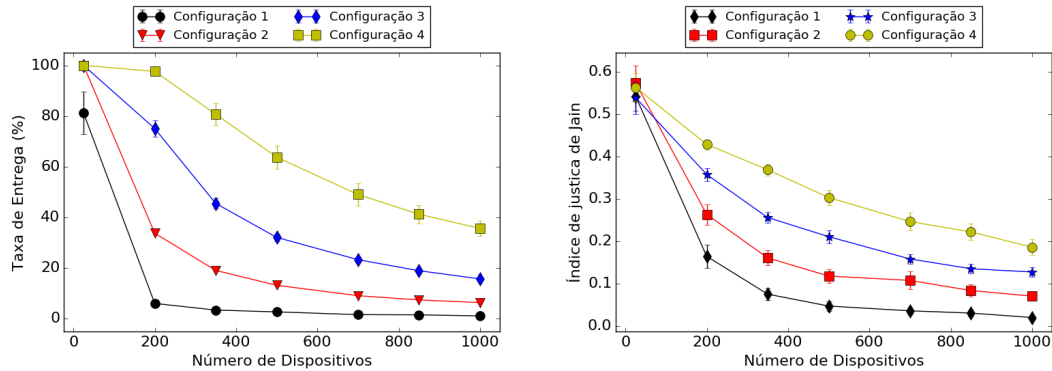 Configuração 1
Configuração 3
Configuração 2
Configuração 4
100
80
60
40
20
0
Taxa de Entrega (%)
0
200
400
600
800
1000
Número de Dispositivos
Configuração 1
Configuração 3
Configuração 2
Configuração 4
0.6
0.5
0.4
0.3
0.2
0.1
0.0
Índice de justica de Jain
0
200
400
600
800
1000
Número de Dispositivos